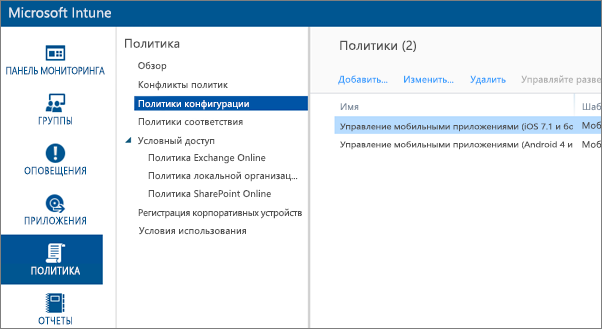 Microsoft Intune
ПАНЕЛЬ МОНИТОРИНГА
ГРУППЫ
ОПОВЕЩЕНИЯ
ПРИЛОЖЕНИЯ
ПОЛИТИКА
ОТЧЕТЫ
Политика
Обзор
Конфликты политик
Политики конфигурации
Политики соответствия
Условный доступ
Политика Exchange Online
Политика локальной организац...
Политика SharePoint Online
Регистрация корпоративных устройств
Условия использования
Политики (2)
Добавить... Изменить... Удалить Управляйте разве
Имя Шаб
Управление мобильными приложениями (iOS 7.1 и бо Моб
Управление мобильными приложениями (Android 4 и Моб